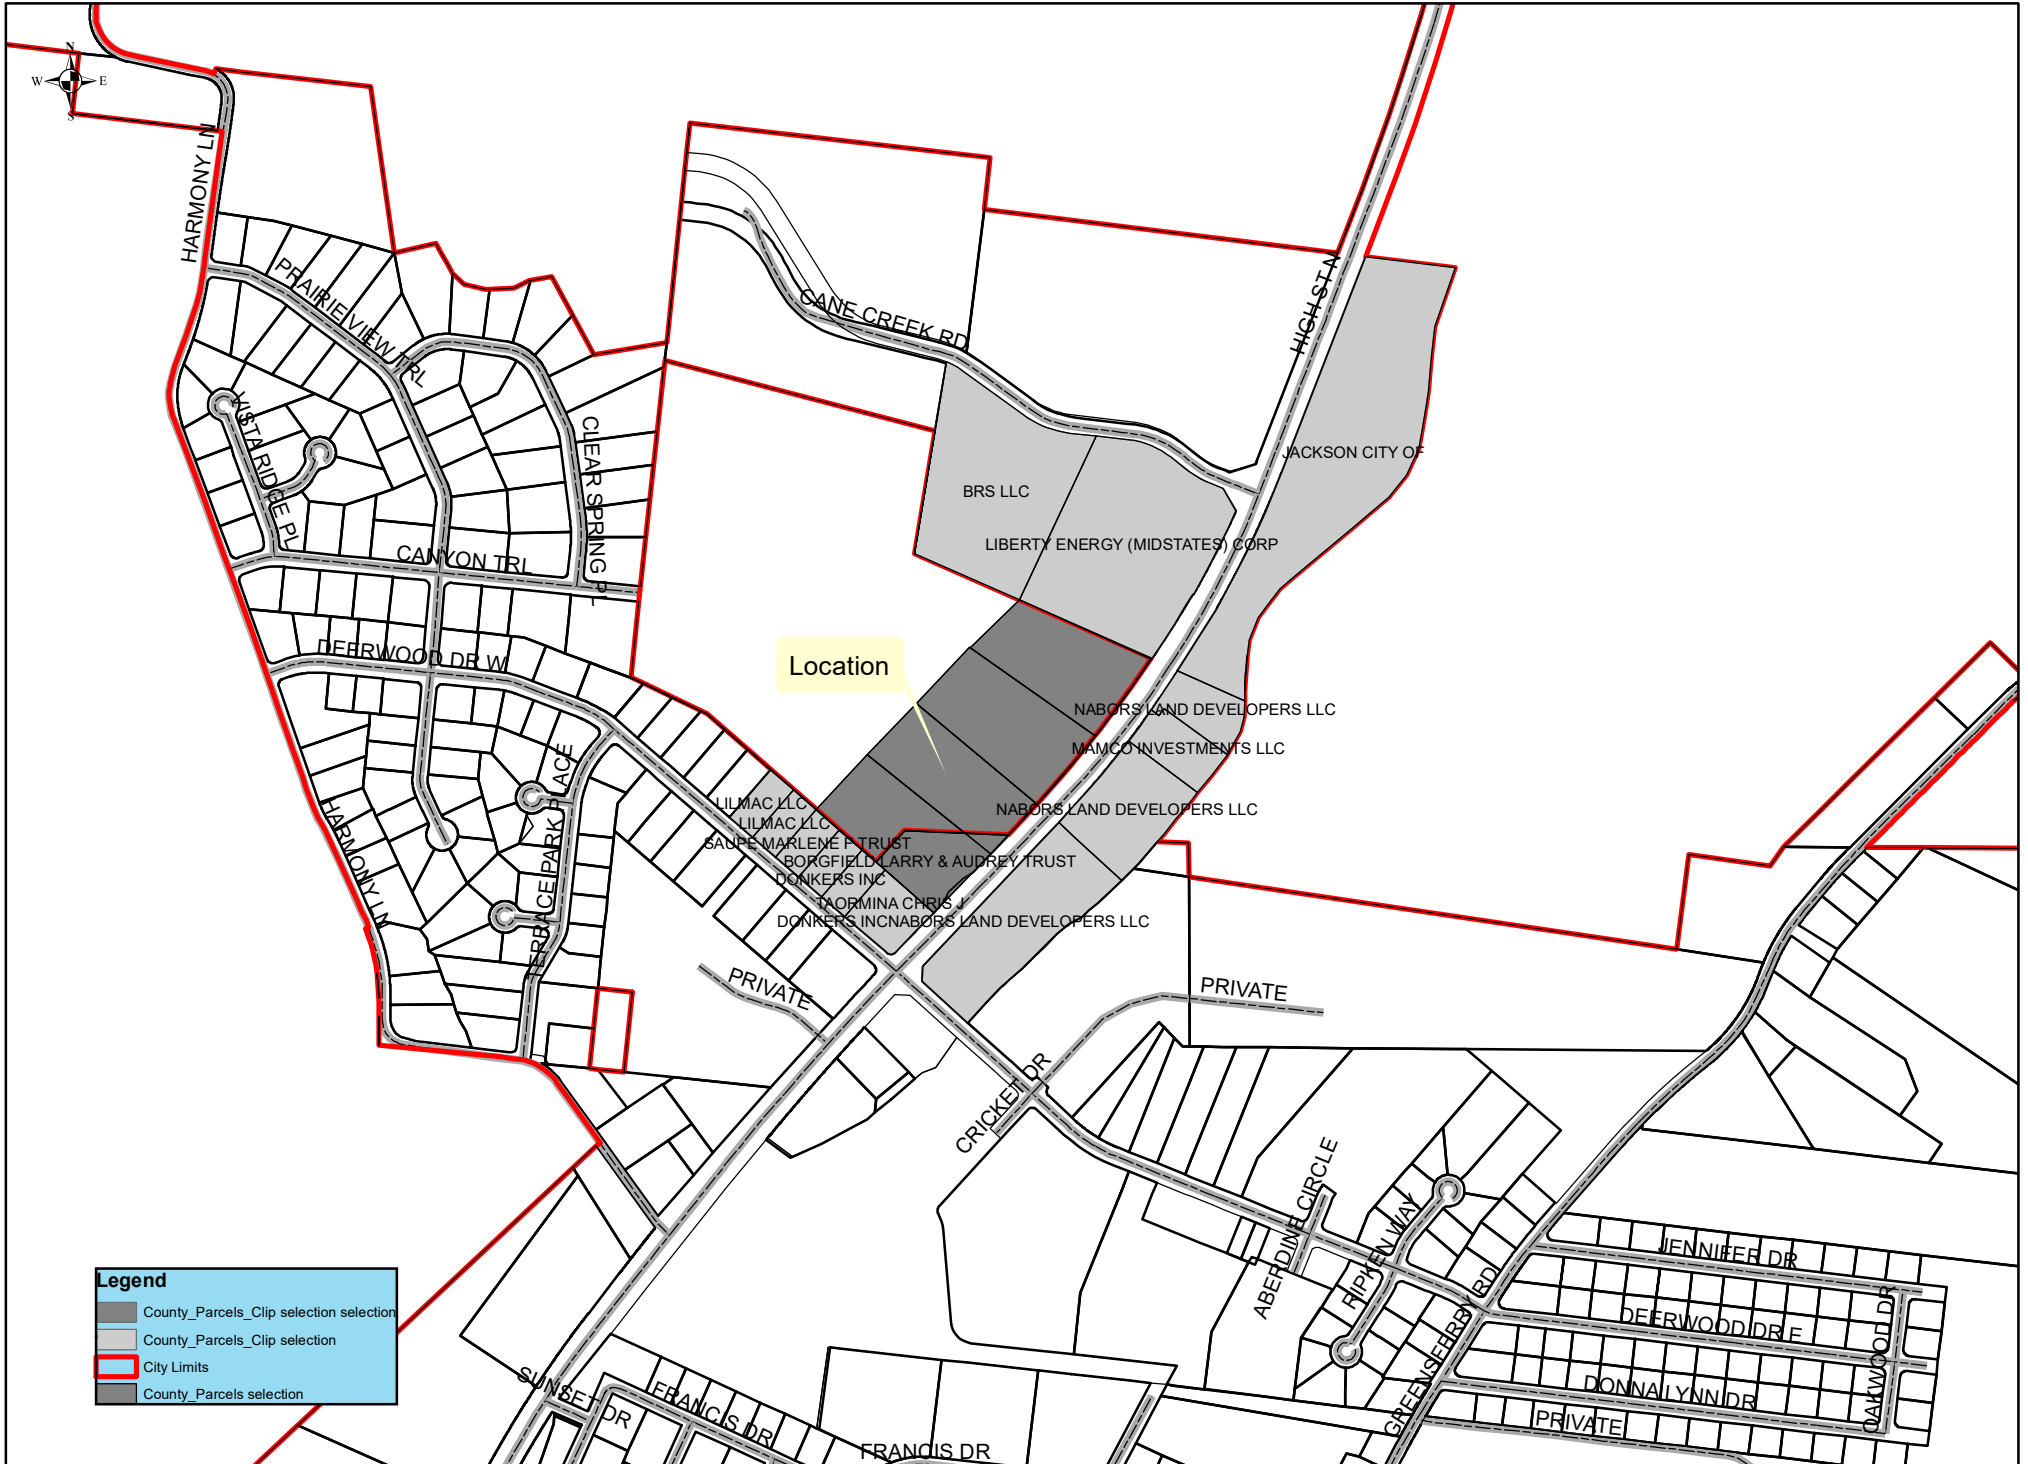 N
W
E
S
HARMONY LN
PRAIRIE VIEW TRL
CANE CREEK RD
HIGH ST N
VISTA RIDGE PL
CLEAR SPRING PL
JACKSON CITY OF
BRS LLC
LIBERTY ENERGY (MIDSTATES) CORP
CANYON TRL
DEERWOOD DR W
Location
NABORS LAND DEVELOPERS LLC
MAMCO INVESTMENTS LLC
NABORS LAND DEVELOPERS LLC
LILMAC LLC
LILMAC LLC
SAUPE MARLENE F TRUST
BORGFIELD LARRY & AUDREY TRUST
DONKERS INC
TAORMINA CHRIS J
DONKERS INCNABORS LAND DEVELOPERS LLC
HARMONY LN
TERRACE PARK PLACE
PRIVATE
PRIVATE
CRICKET DR
ABERDINE CIRCLE
RIPKEN WAY
GREENSFERRY RD
JENNIFER DR
DEERWOOD DR E
DONNA LYNN DR
OAKWOOD DR
PRIVATE
SUNSET DR
FRANCIS DR
FRANCIS DR
Legend
County_Parcels_Clip selection selection
County_Parcels_Clip selection
City Limits
County_Parcels selection